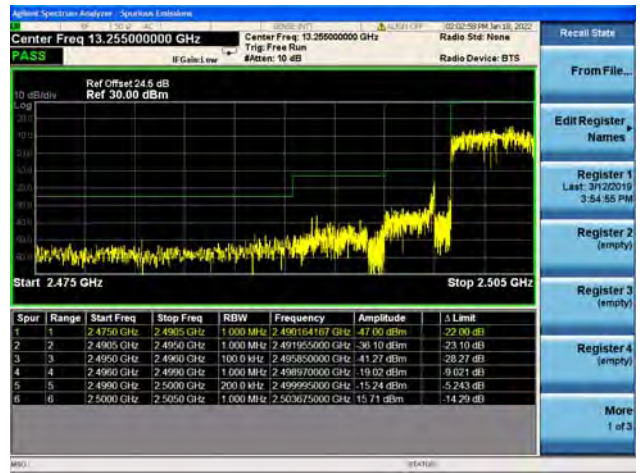 Agilent Spectrum Analyzer - Spurious Emissions
RF 50 Ω AC SENSE:INT ALIGN OFF 02:02:58 PM Jan 18, 2022
Center Freq 13.255000000 GHz
Center Freq: 13.255000000 GHz
Radio Std: None
Trig: Free Run
PASS
IFGain:Low
#Atten: 10 dB
Radio Device: BTS
Ref Offset 24.5 dB
10 dB/div Ref 30.00 dBm
Log
Start 2.475 GHz
Stop 2.505 GHz
Spur Range Start Freq Stop Freq RBW Frequency Amplitude Δ Limit
1 1 2.4750 GHz 2.4905 GHz 1.000 MHz 2.490164167 GHz -47.00 dBm -22.00 dB
2 2 2.4905 GHz 2.4950 GHz 1.000 MHz 2.491955000 GHz -36.10 dBm -23.10 dB
3 3 2.4950 GHz 2.4960 GHz 100.0 kHz 2.495850000 GHz -41.27 dBm -28.27 dB
4 4 2.4960 GHz 2.4990 GHz 1.000 MHz 2.498970000 GHz -19.02 dBm -9.021 dB
5 5 2.4990 GHz 2.5000 GHz 200.0 kHz 2.499995000 GHz -15.24 dBm -5.243 dB
6 6 2.5000 GHz 2.5050 GHz 1.000 MHz 2.503675000 GHz 15.71 dBm -14.29 dB
MSG
STATUS
Recall State
From File...
Edit Register
Names
Register 1
Last: 3/12/2019
3:54:55 PM
Register 2
(empty)
Register 3
(empty)
Register 4
(empty)
More
1 of 3